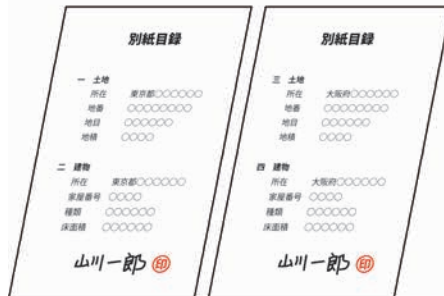 別紙目録
一 土地
所在 東京都○○○○○○
地番 ○○○○○○○○
地目 ○○○○○○
地積 ○○○○
二 建物
所在 東京都○○○○○○
家屋番号 ○○○○
種類 ○○○○○○
床面積 ○○○○○○
山川一郎 印
別紙目録
三 土地
所在 大阪府○○○○○○
地番 ○○○○○○○○
地目 ○○○○○○
地積 ○○○○
四 建物
所在 大阪府○○○○○○
家屋番号 ○○○○
種類 ○○○○○○
床面積 ○○○○○○
山川一郎 印